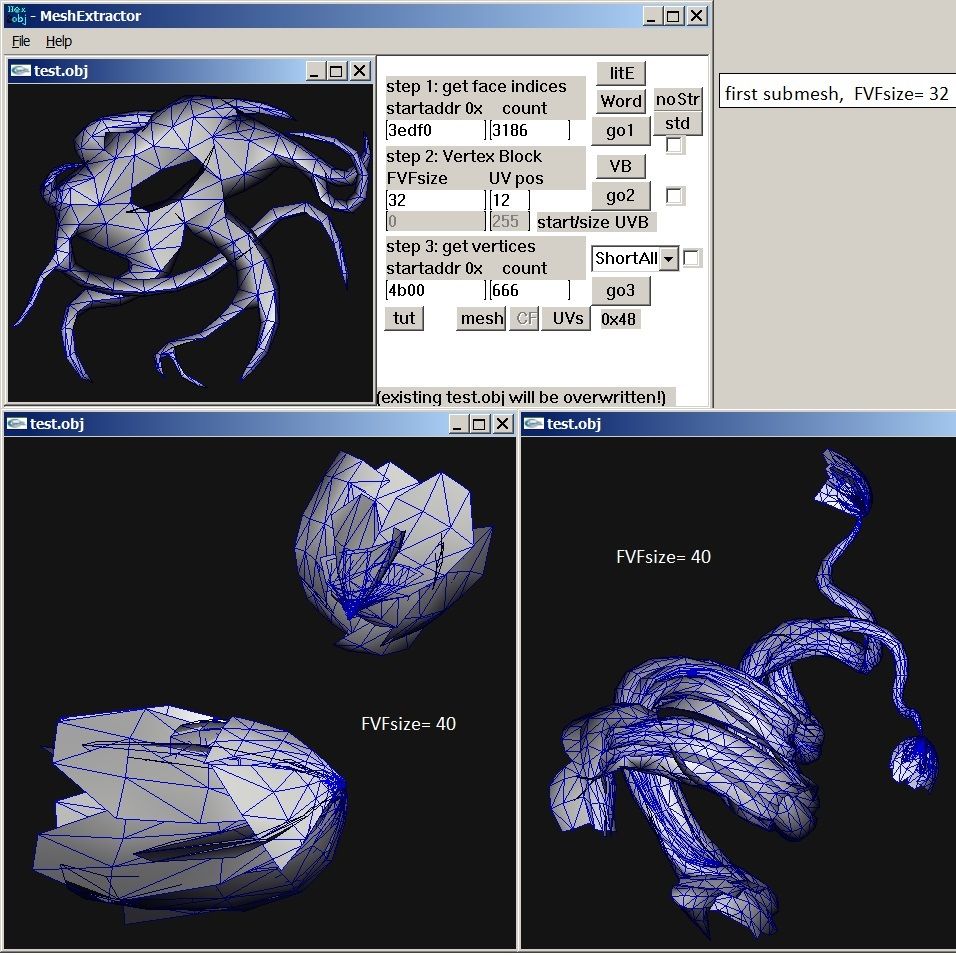 Hex
obj - MeshExtractor
File Help
test.obj
step 1: get face indices
startaddr 0x count
3edf0 3186
litE
Word
noStr
go1
std
step 2: Vertex Block
FVFsize UV pos
32 12
0 255 start/size UVB
VB
go2
step 3: get vertices
startaddr 0x count
4b00 666
ShortAll
go3
tut mesh CF UVs 0x48
(existing test.obj will be overwritten!)
first submesh, FVFsize= 32
test.obj
FVFsize= 40
test.obj
FVFsize= 40